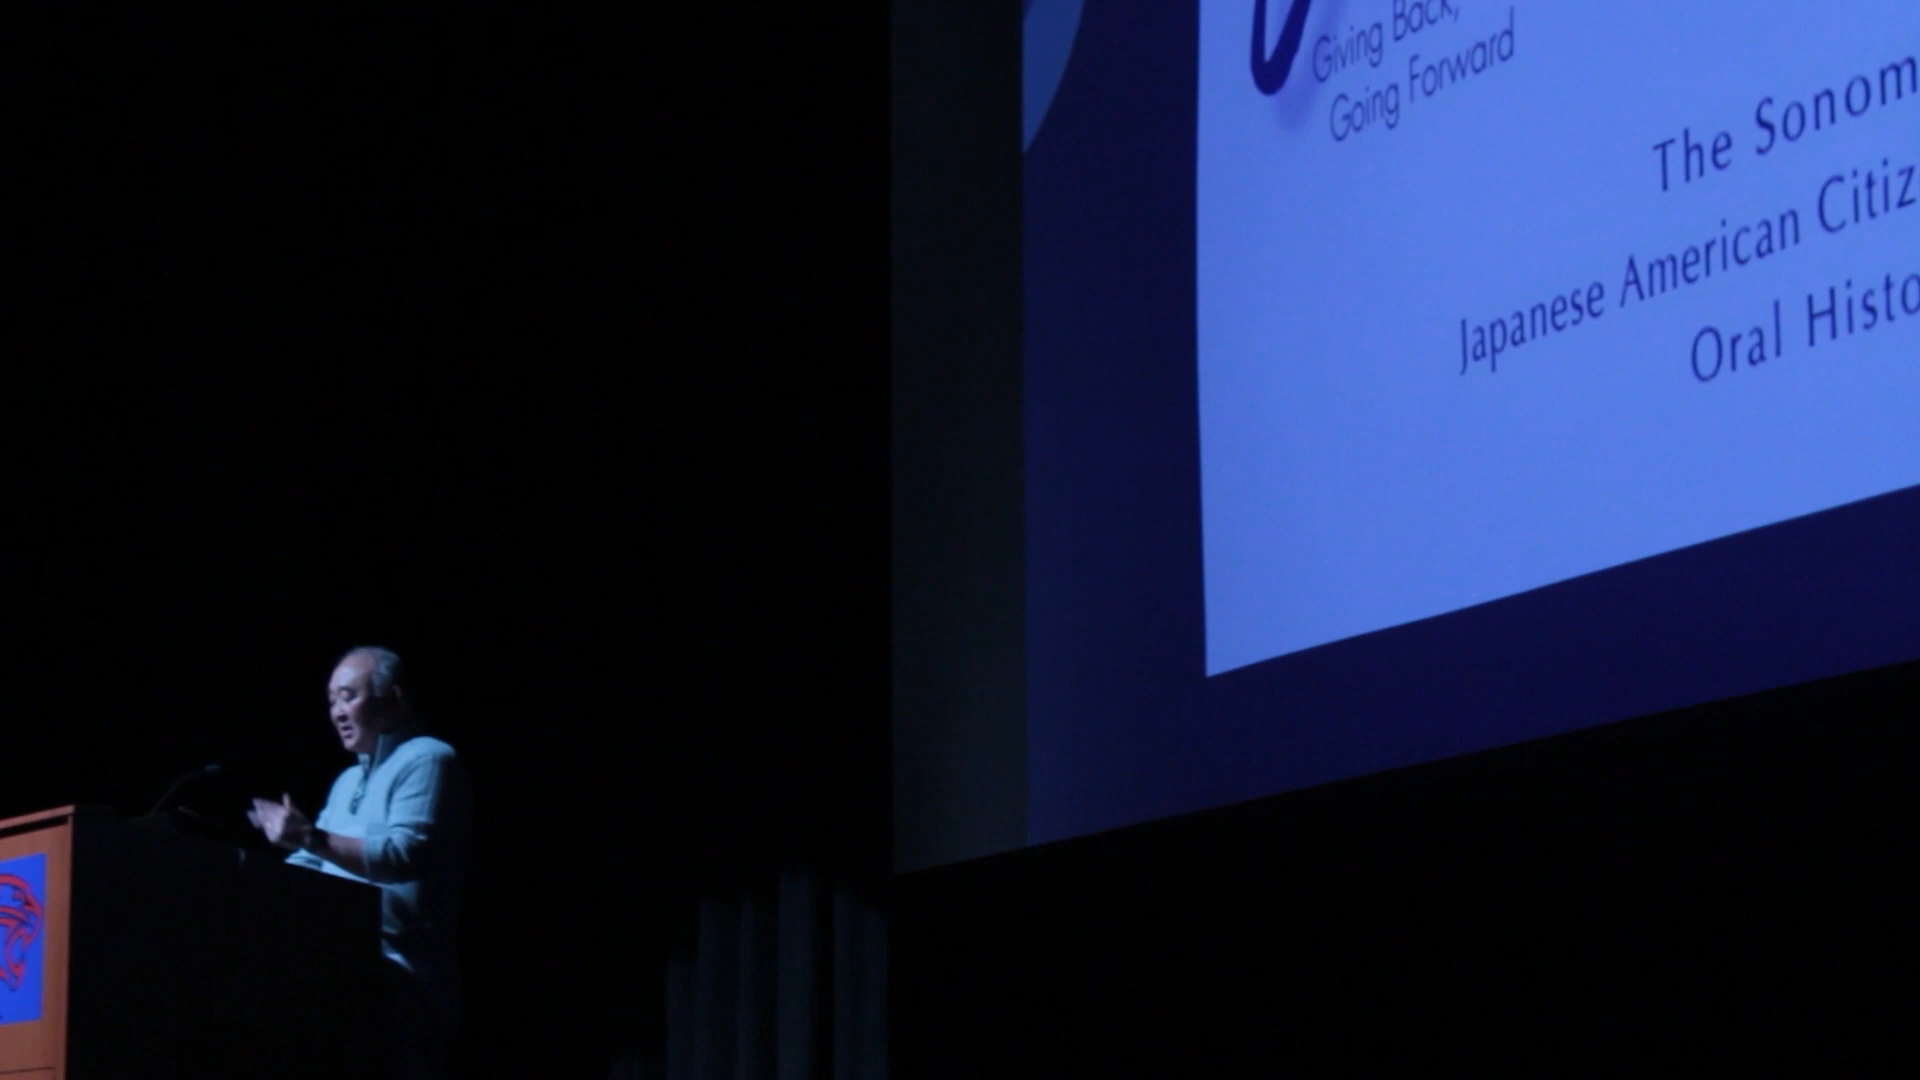 Giving Back,
Going Forward
The Sonom
Japanese American Citiz
Oral Histo